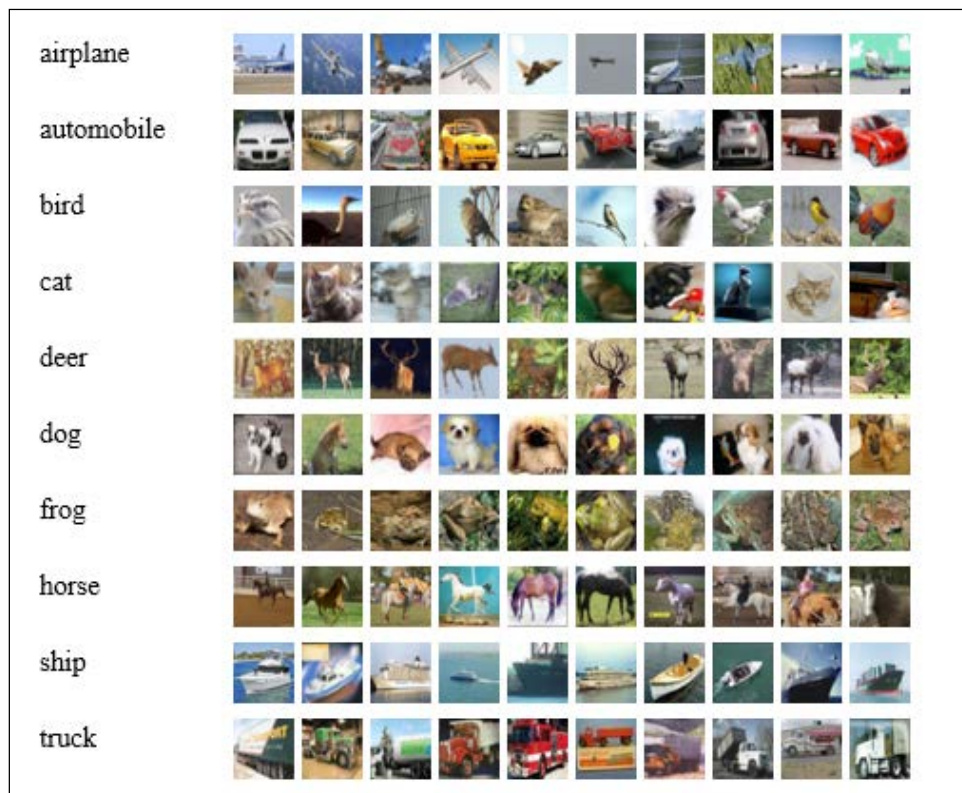 airplane
automobile
bird
cat
deer
dog
frog
horse
ship
truck